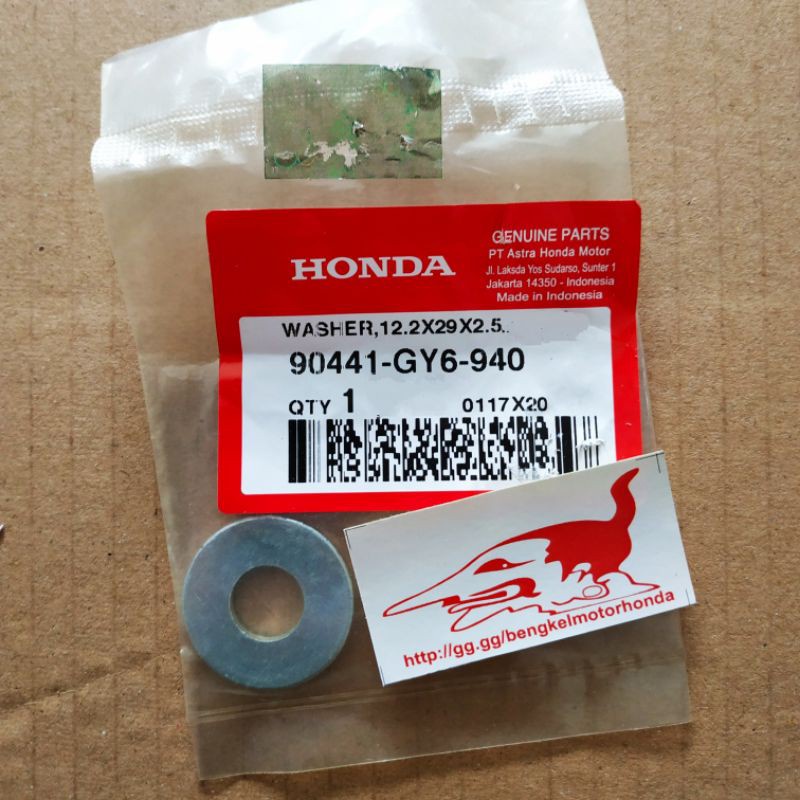 GENUINE PARTS
PT Astra Honda Motor
Jl. Laksda Yos Sudarso, Sunter 1
Jakarta 14350 - Indonesia
Made in Indonesia
HONDA
WASHER,12.2X29X2.5..
90441-GY6-940
QTY 1 0117X20
http://gg.gg/bengkelmotorhonda